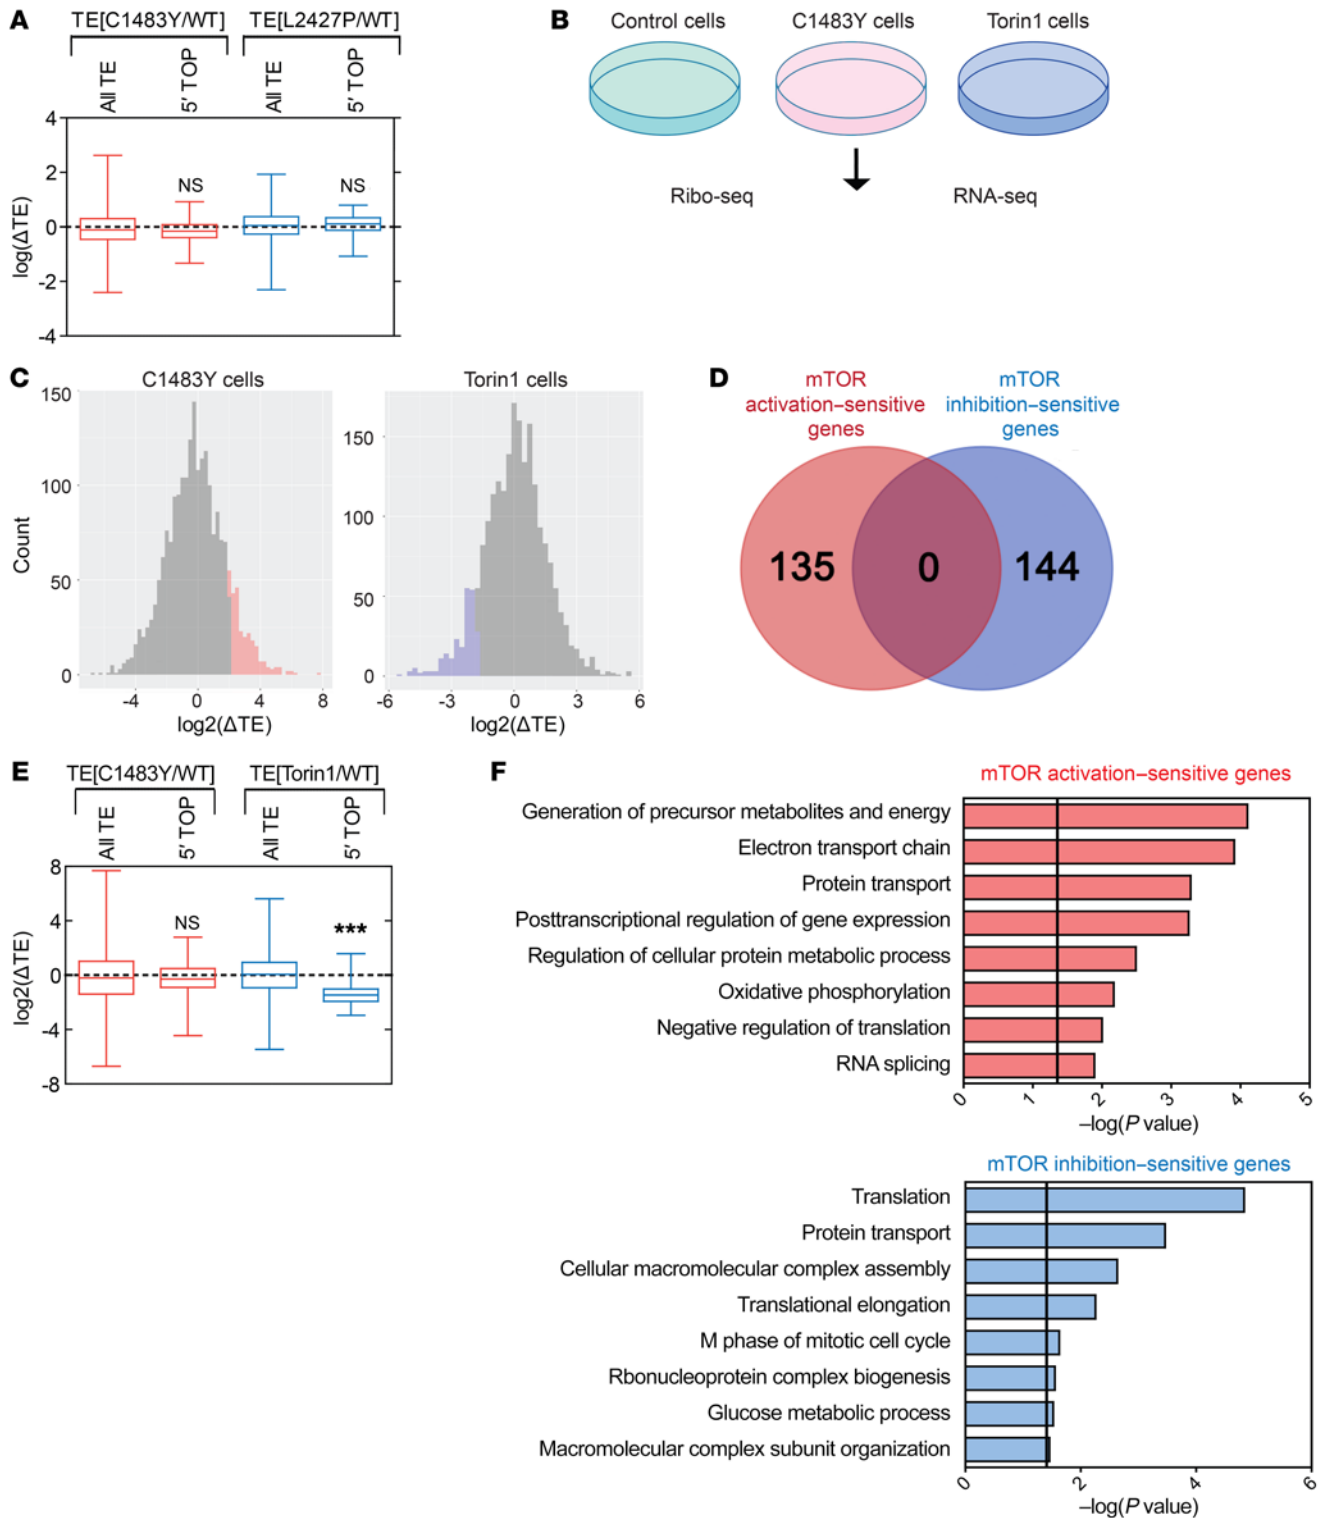 A
TE[C1483Y/WT]
TE[L2427P/WT]
All TE
5′ TOP
All TE
5′ TOP
4
2
0
-2
-4
log(ΔTE)
NS
NS
B
Control cells
C1483Y cells
Torin1 cells
Ribo-seq
RNA-seq
C
C1483Y cells
Torin1 cells
150
100
50
0
Count
-4
0
4
8
log2(ΔTE)
150
100
50
0
-6
-3
0
3
6
log2(ΔTE)
D
mTOR
activation–sensitive
genes
mTOR
inhibition–sensitive
genes
135
0
144
E
TE[C1483Y/WT]
TE[Torin1/WT]
All TE
5′ TOP
All TE
5′ TOP
8
4
0
-4
-8
log2(ΔTE)
NS
***
F
mTOR activation–sensitive genes
Generation of precursor metabolites and energy
Electron transport chain
Protein transport
Posttranscriptional regulation of gene expression
Regulation of cellular protein metabolic process
Oxidative phosphorylation
Negative regulation of translation
RNA splicing
0
1
2
3
4
5
–log(P value)
mTOR inhibition–sensitive genes
Translation
Protein transport
Cellular macromolecular complex assembly
Translational elongation
M phase of mitotic cell cycle
Rbonucleoprotein complex biogenesis
Glucose metabolic process
Macromolecular complex subunit organization
0
2
4
6
–log(P value)